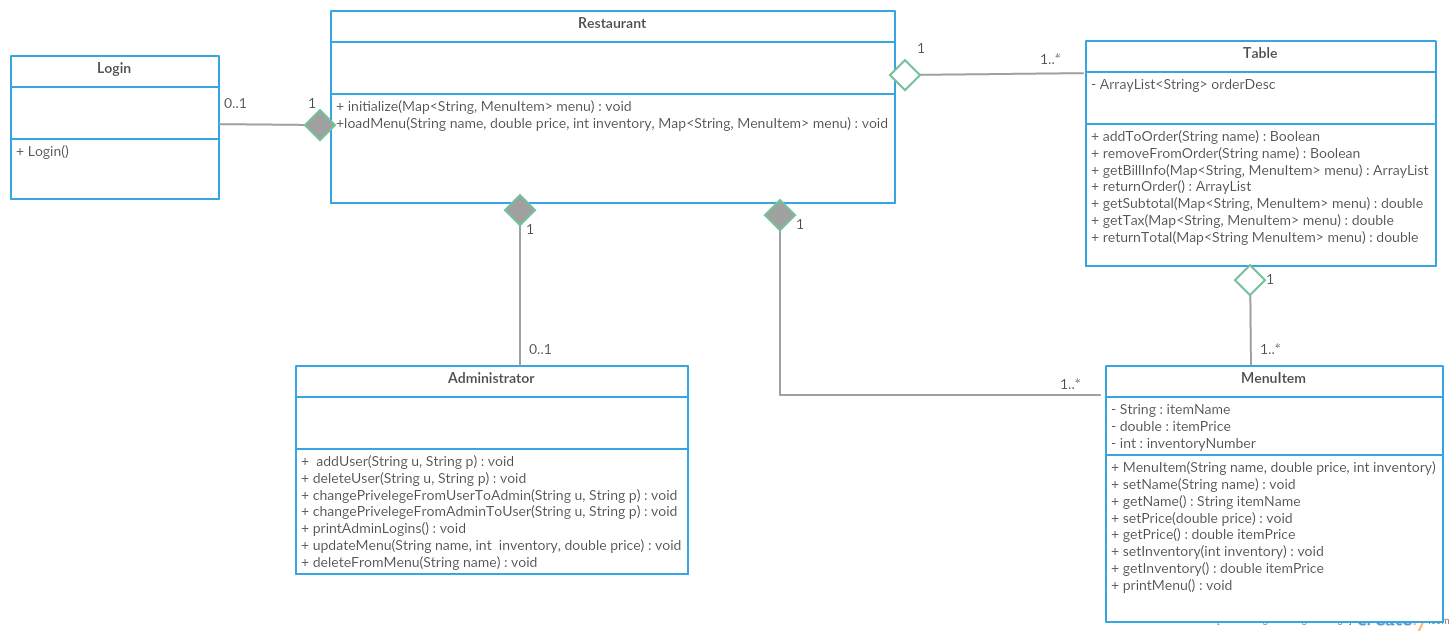 Restaurant
+ initialize(Map<String, MenuItem> menu) : void
+loadMenu(String name, double price, int inventory, Map<String, MenuItem> menu) : void
Login
+ Login()
0..1
1
1
1..*
Table
- ArrayList<String> orderDesc
+ addToOrder(String name) : Boolean
+ removeFromOrder(String name) : Boolean
+ getBillInfo(Map<String, MenuItem> menu) : ArrayList
+ returnOrder() : ArrayList
+ getSubtotal(Map<String, MenuItem> menu) : double
+ getTax(Map<String, MenuItem> menu) : double
+ returnTotal(Map<String MenuItem> menu) : double
1
1
1
0..1
1..*
1..*
Administrator
+ addUser(String u, String p) : void
+ deleteUser(String u, String p) : void
+ changePrivelegeFromUserToAdmin(String u, String p) : void
+ changePrivelegeFromAdminToUser(String u, String p) : void
+ printAdminLogins() : void
+ updateMenu(String name, int inventory, double price) : void
+ deleteFromMenu(String name) : void
MenuItem
- String : itemName
- double : itemPrice
- int : inventoryNumber
+ MenuItem(String name, double price, int inventory)
+ setName(String name) : void
+ getName() : String itemName
+ setPrice(double price) : void
+ getPrice() : double itemPrice
+ setInventory(int inventory) : void
+ getInventory() : double itemPrice
+ printMenu() : void